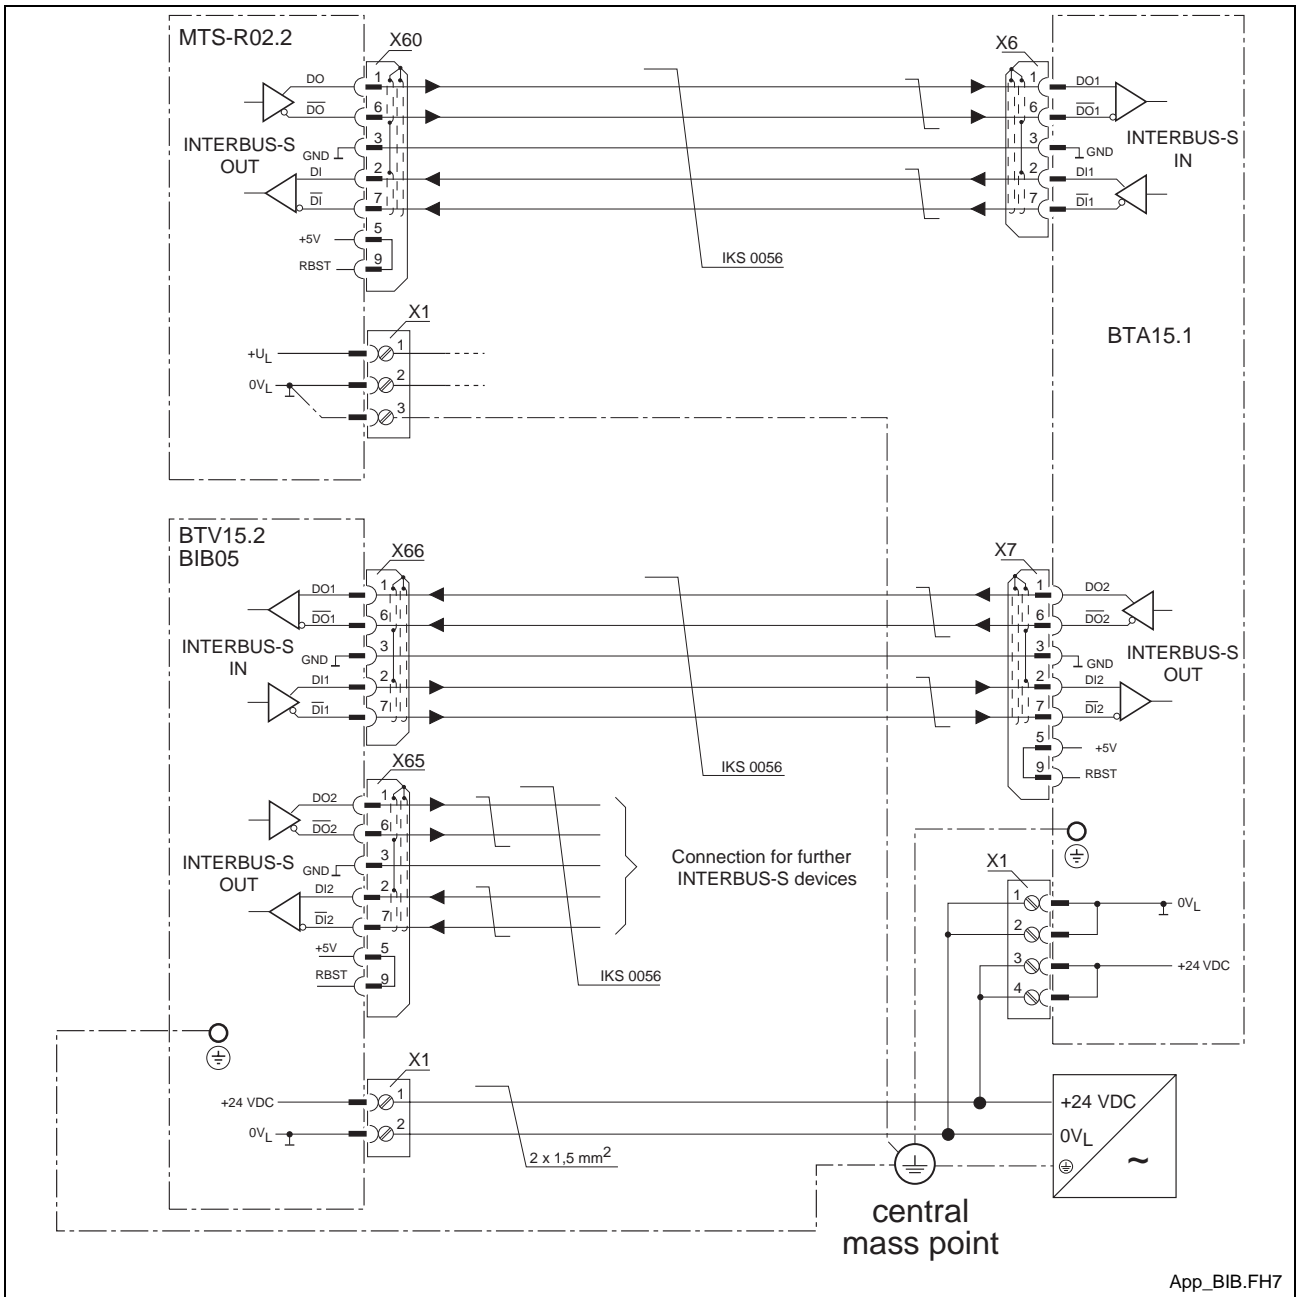 MTS-R02.2
X60
X6
DO
1
1
DO1
DO
6
6
DO1
INTERBUS-S
OUT
GND
3
3
GND
INTERBUS-S
IN
DI
2
2
DI1
DI
7
7
DI1
+5V
5
RBST
9
IKS 0056
X1
BTA15.1
+UL
1
0VL
2
3
BTV15.2
BIB05
X66
X7
DO1
1
1
DO2
DO1
6
6
DO2
INTERBUS-S
IN
GND
3
3
GND
INTERBUS-S
OUT
DI1
2
2
DI2
DI1
7
7
DI2
5
+5V
9
RBST
IKS 0056
X65
DO2
1
DO2
6
INTERBUS-S
OUT
GND
3
DI2
2
DI2
7
+5V
5
RBST
9
IKS 0056
Connection for further
INTERBUS-S devices
X1
1
0VL
2
3
+24 VDC
4
X1
+24 VDC
1
0VL
2
2 x 1,5 mm²
+24 VDC
0VL
~
central
mass point
App_BIB.FH7